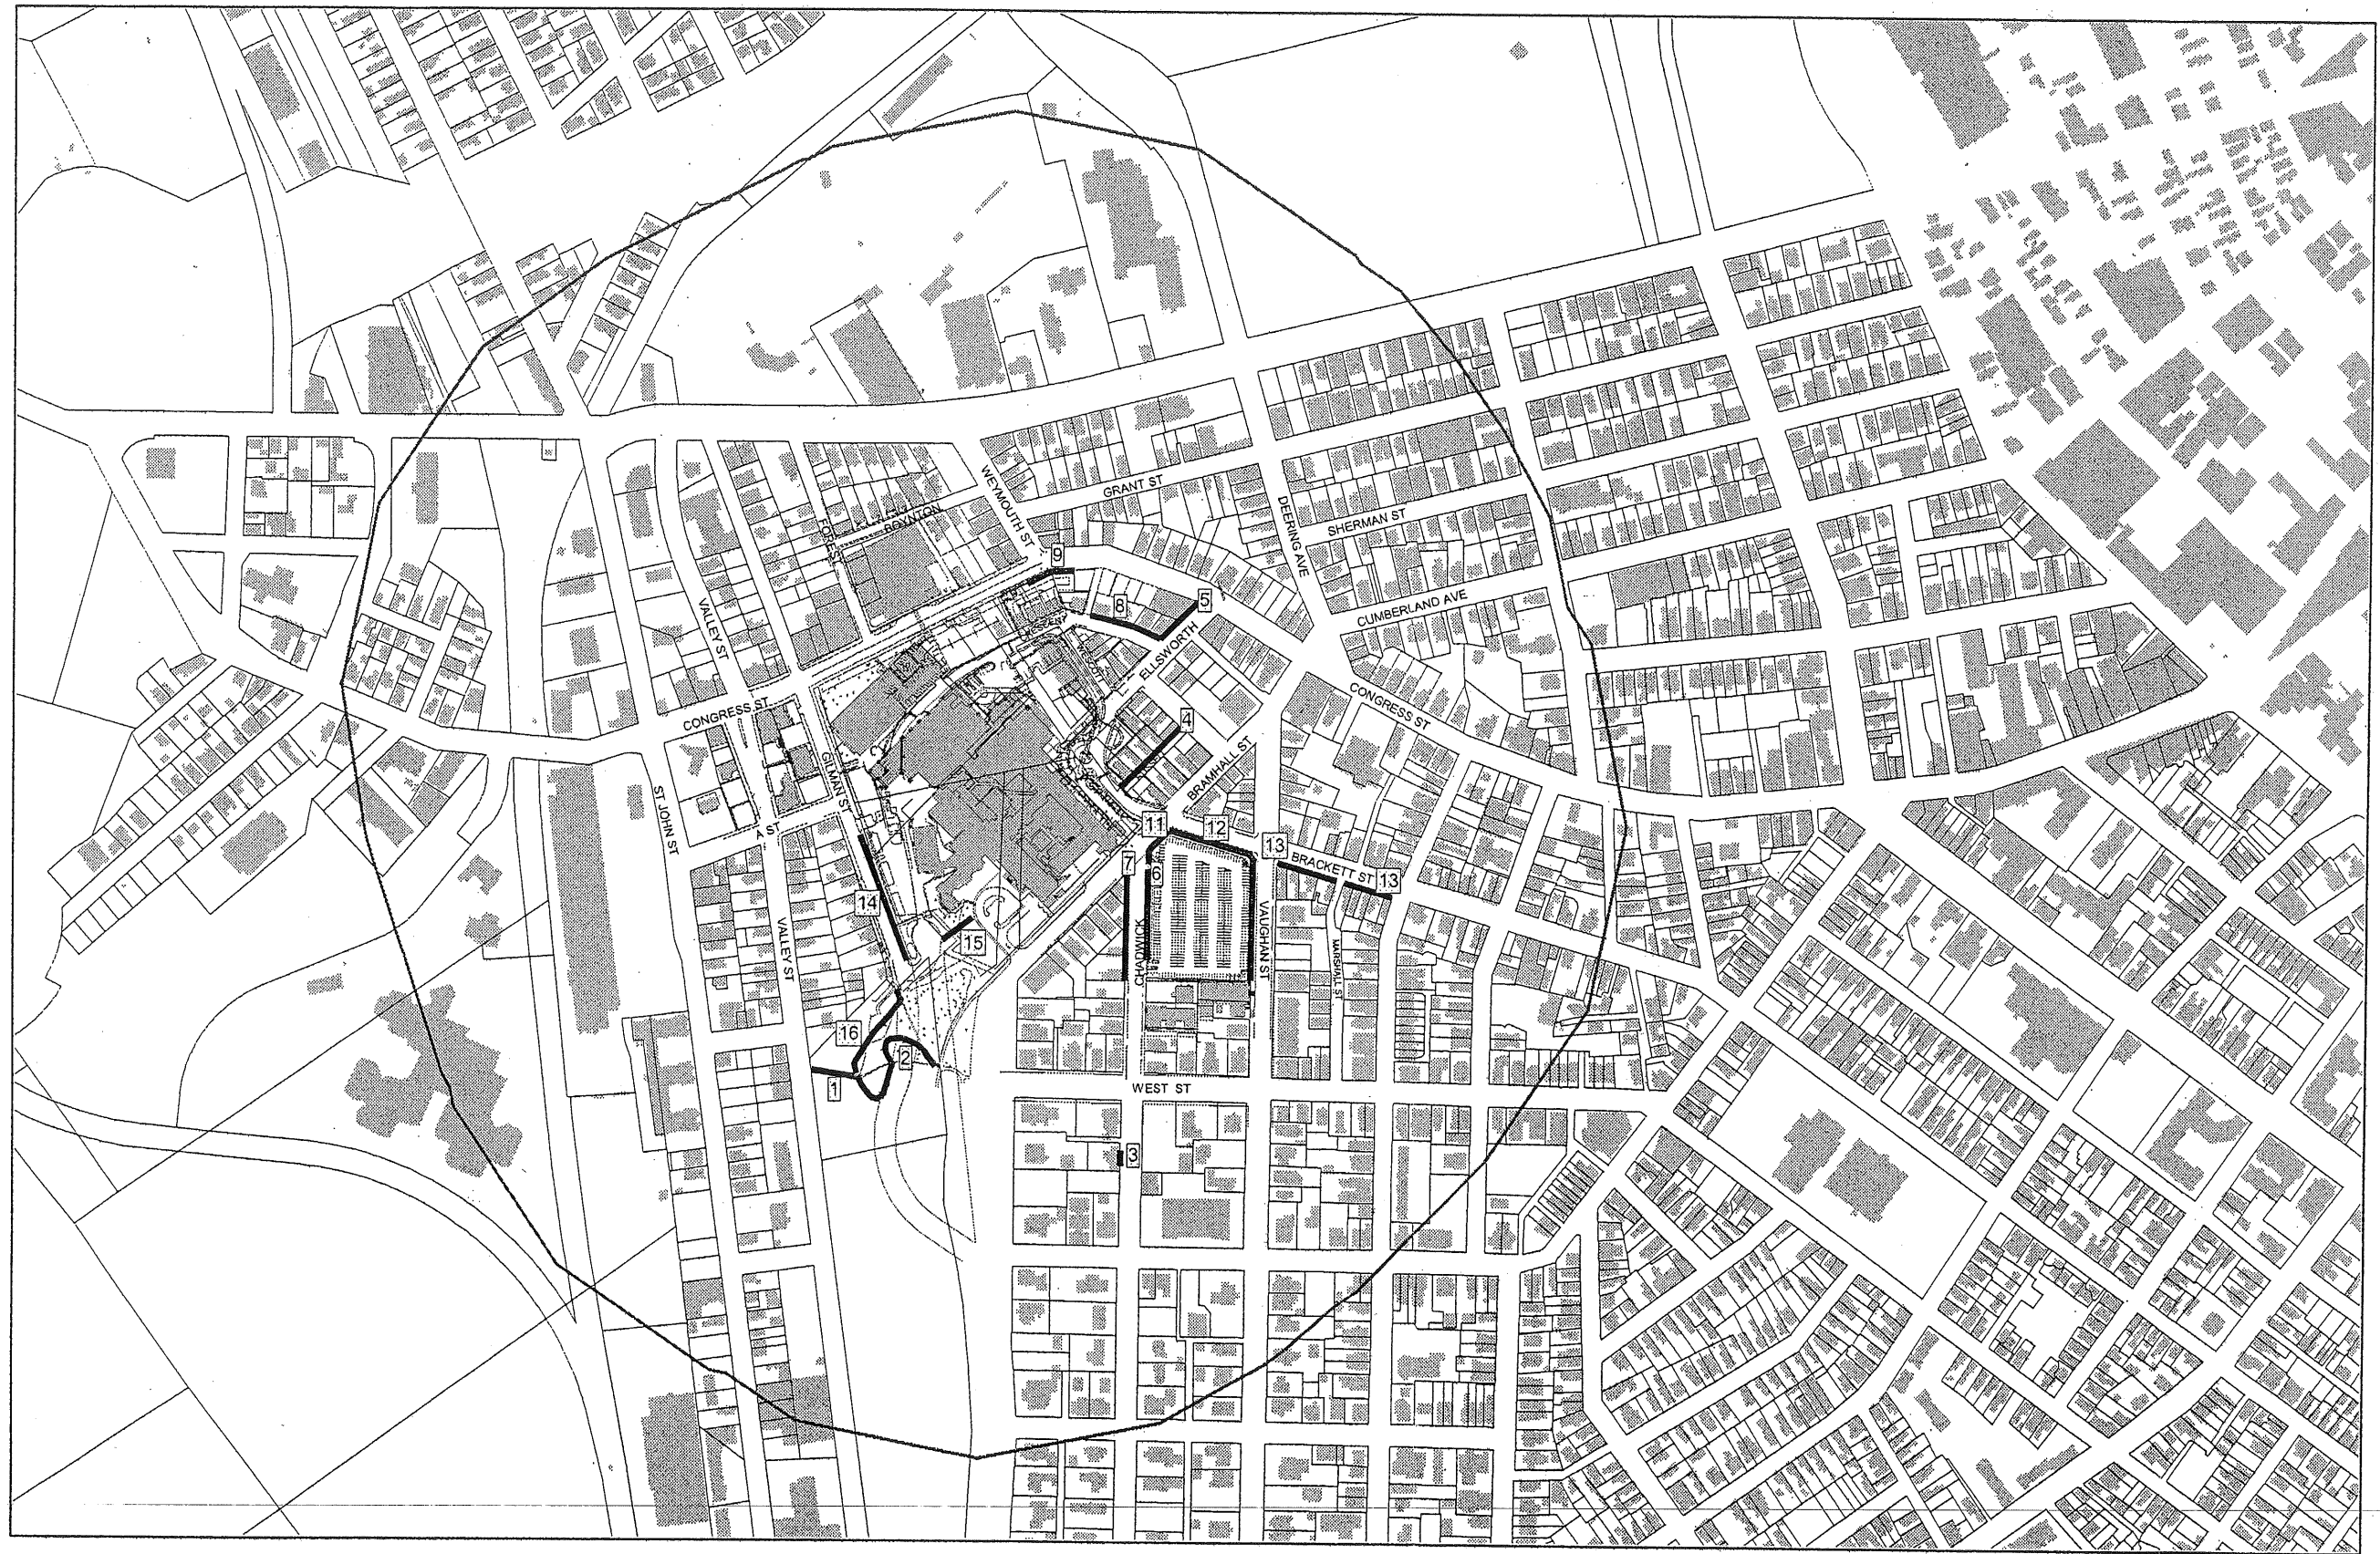 WEYMOUTH ST
GRANT ST
DEERING AVE
SHERMAN ST
FOREST
BOYNTON
9
VALLEY ST
8
5
CUMBERLAND AVE
CRESCENT
ELLSWORTH
CONGRESS ST
CONGRESS ST
4
GILMAN ST
BRAMHALL ST
ST JOHN ST
A ST
11
12
13
7
6
BRACKETT ST
13
14
15
CHADWICK
VAUGHAN ST
MARSHALL ST
VALLEY ST
16
2
1
WEST ST
3